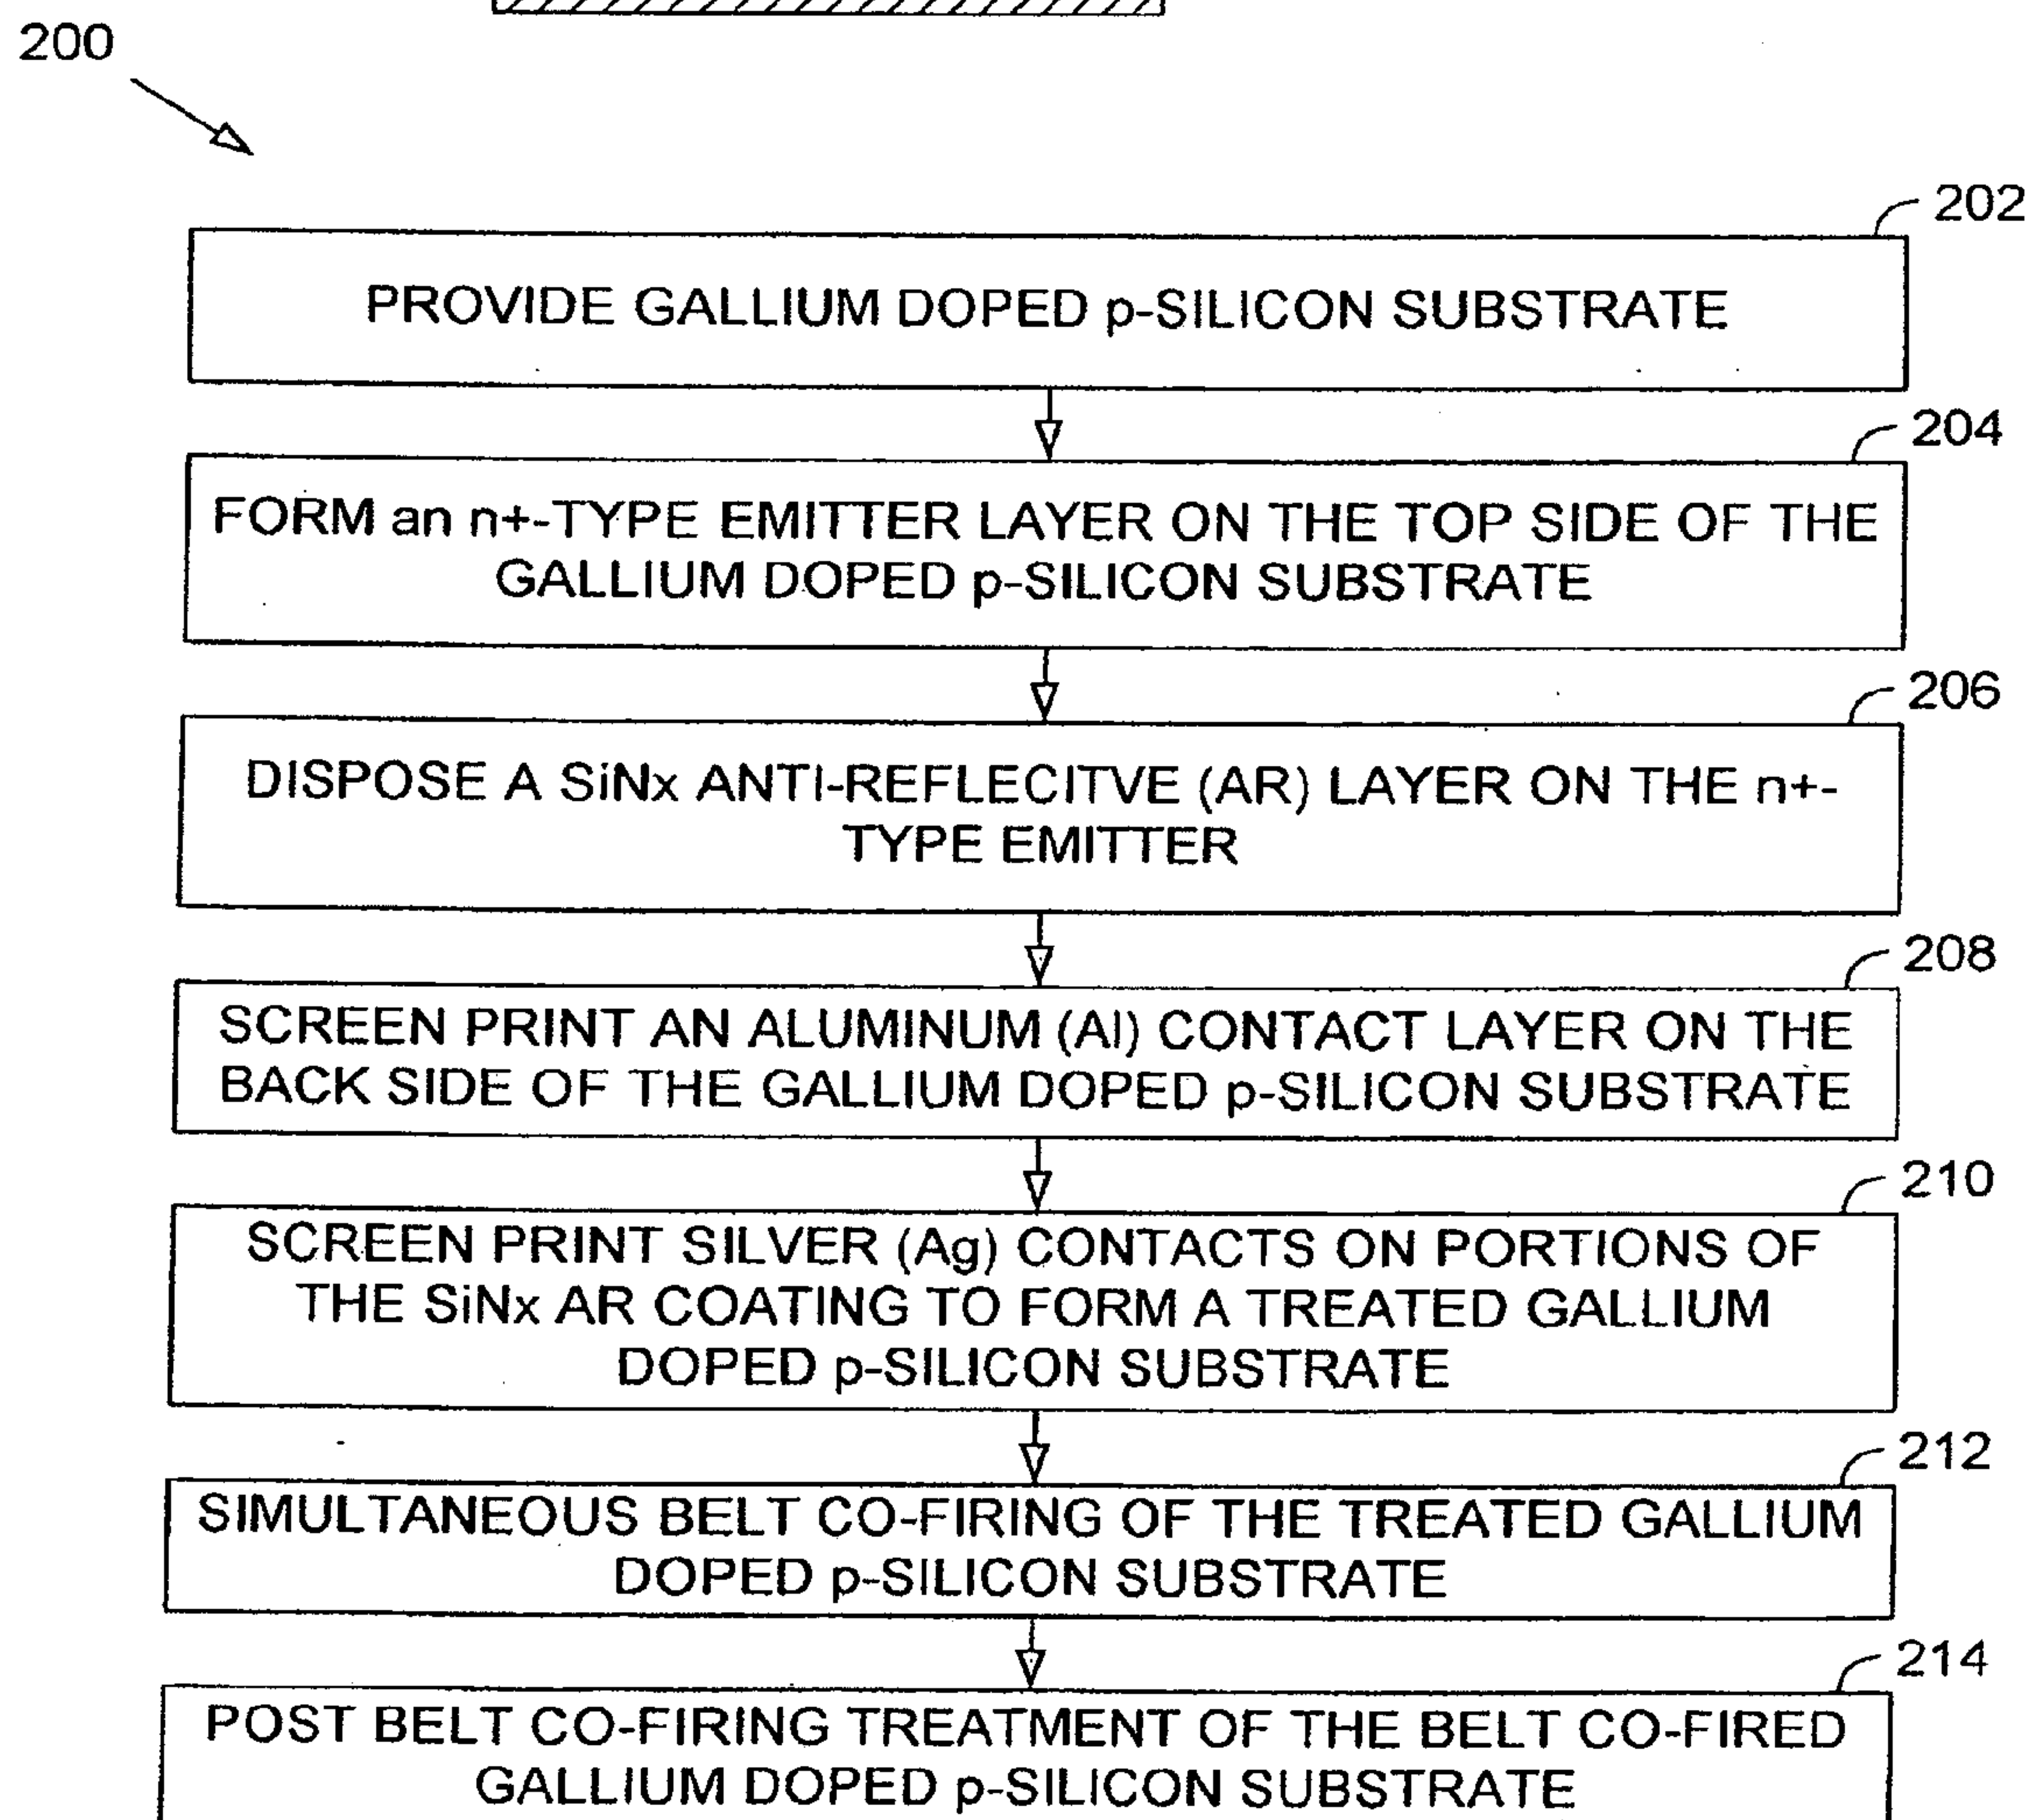 200
202
PROVIDE GALLIUM DOPED p-SILICON SUBSTRATE
204
FORM an n+-TYPE EMITTER LAYER ON THE TOP SIDE OF THE
GALLIUM DOPED p-SILICON SUBSTRATE
206
DISPOSE A SiNx ANTI-REFLECITVE (AR) LAYER ON THE n+-
TYPE EMITTER
208
SCREEN PRINT AN ALUMINUM (Al) CONTACT LAYER ON THE
BACK SIDE OF THE GALLIUM DOPED p-SILICON SUBSTRATE
210
SCREEN PRINT SILVER (Ag) CONTACTS ON PORTIONS OF
THE SiNx AR COATING TO FORM A TREATED GALLIUM
DOPED p-SILICON SUBSTRATE
212
SIMULTANEOUS BELT CO-FIRING OF THE TREATED GALLIUM
DOPED p-SILICON SUBSTRATE
214
POST BELT CO-FIRING TREATMENT OF THE BELT CO-FIRED
GALLIUM DOPED p-SILICON SUBSTRATE